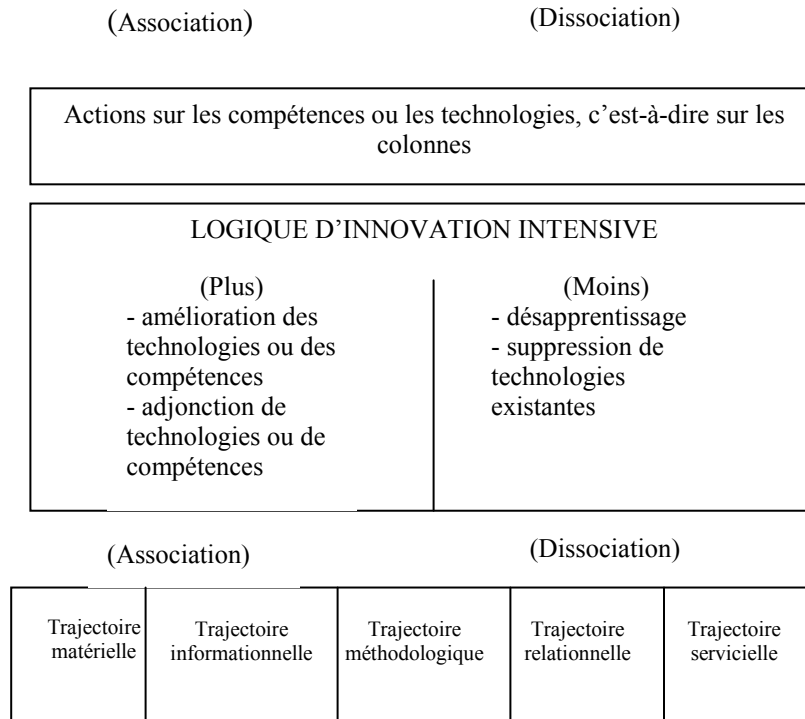 (Association) (Dissociation)
Actions sur les compétences ou les technologies, c’est-à-dire sur les
colonnes
LOGIQUE D’INNOVATION INTENSIVE
(Plus)
- amélioration des
technologies ou des
compétences
- adjonction de
technologies ou de
compétences
(Moins)
- désapprentissage
- suppression de
technologies
existantes
(Association) (Dissociation)
Trajectoire
matérielle
Trajectoire
informationnelle
Trajectoire
méthodologique
Trajectoire
relationnelle
Trajectoire
servicielle